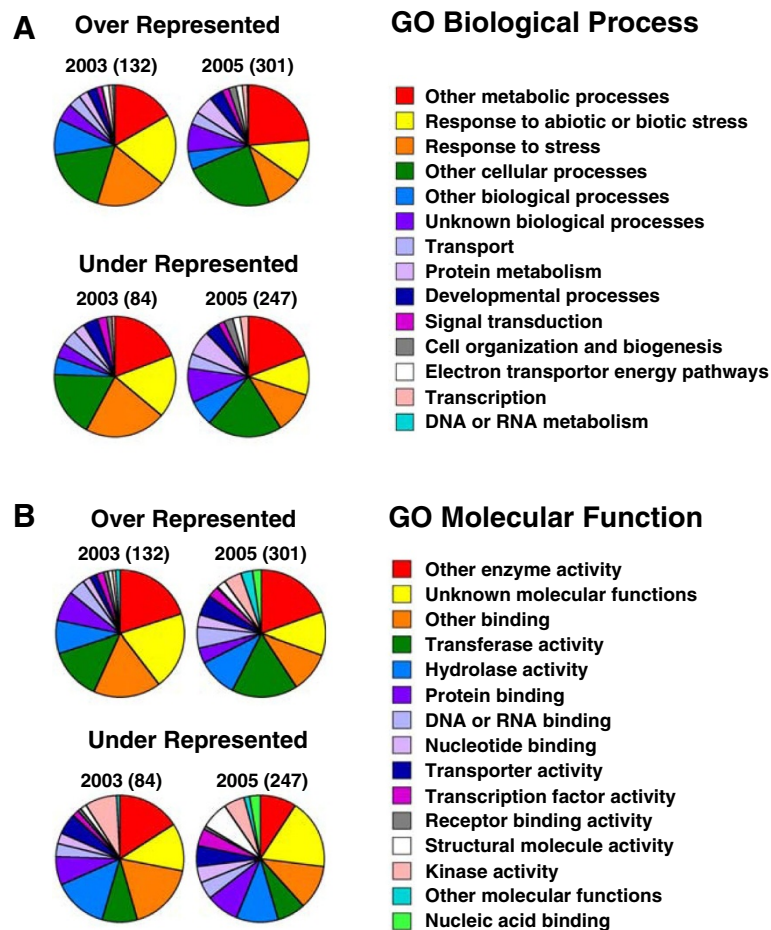 A
Over Represented
GO Biological Process
2003 (132)
2005 (301)
Under Represented
2003 (84)
2005 (247)
Other metabolic processes
Response to abiotic or biotic stress
Response to stress
Other cellular processes
Other biological processes
Unknown biological processes
Transport
Protein metabolism
Developmental processes
Signal transduction
Cell organization and biogenesis
Electron transportor energy pathways
Transcription
DNA or RNA metabolism
B
Over Represented
GO Molecular Function
2003 (132)
2005 (301)
Under Represented
2003 (84)
2005 (247)
Other enzyme activity
Unknown molecular functions
Other binding
Transferase activity
Hydrolase activity
Protein binding
DNA or RNA binding
Nucleotide binding
Transporter activity
Transcription factor activity
Receptor binding activity
Structural molecule activity
Kinase activity
Other molecular functions
Nucleic acid binding